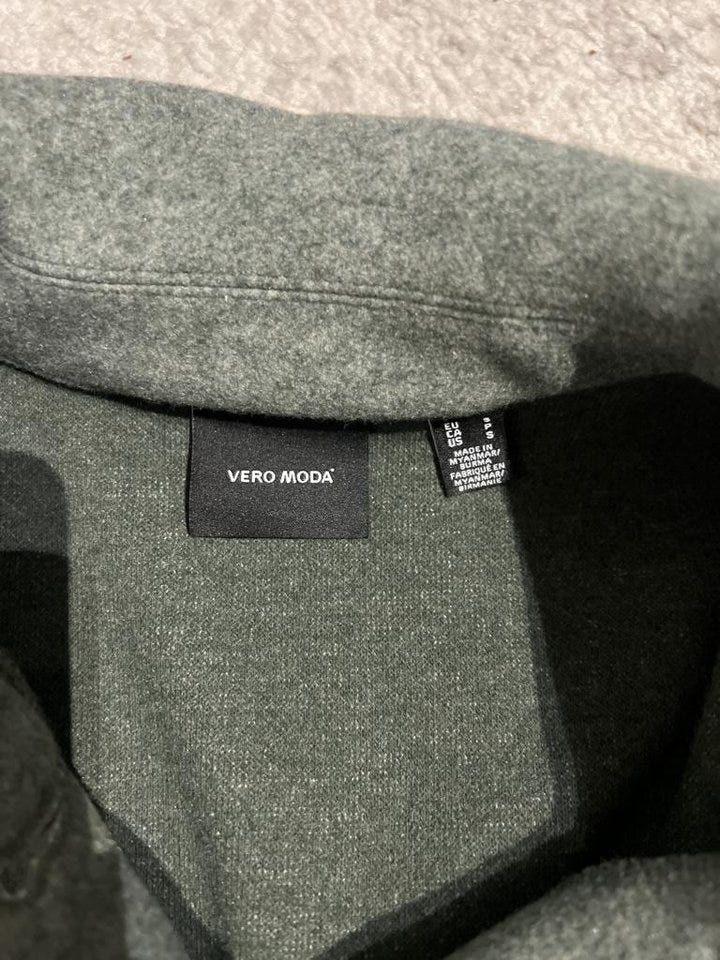 VERO MODA
EU S
CA P
US S
MADE IN
MYANMAR/
BURMA
FABRIQUÉ EN
MYANMAR/
BIRMANIE